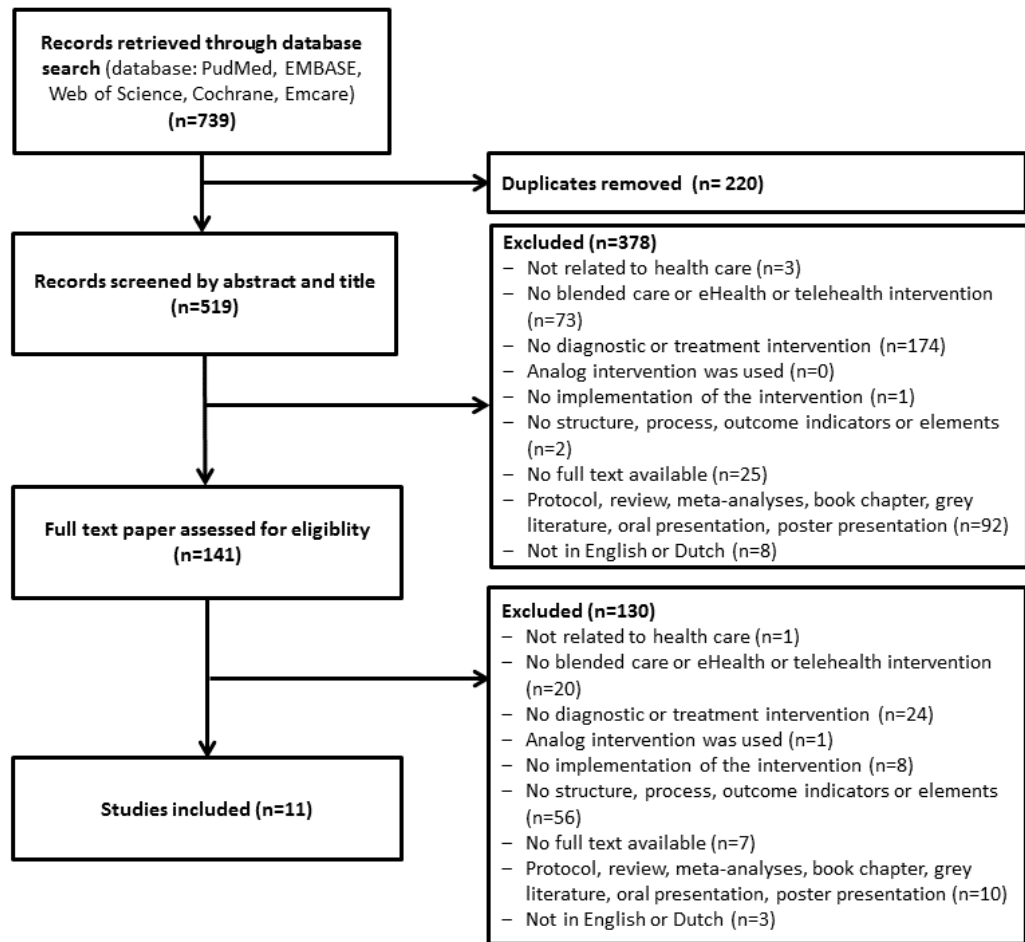 Records retrieved through database
search (database: PudMed, EMBASE,
Web of Science, Cochrane, Emcare)
(n=739)
Duplicates removed (n= 220)
Records screened by abstract and title
(n=519)
Excluded (n=378)
– Not related to health care (n=3)
– No blended care or eHealth or telehealth intervention
(n=73)
– No diagnostic or treatment intervention (n=174)
– Analog intervention was used (n=0)
– No implementation of the intervention (n=1)
– No structure, process, outcome indicators or elements
(n=2)
– No full text available (n=25)
– Protocol, review, meta-analyses, book chapter, grey
literature, oral presentation, poster presentation (n=92)
– Not in English or Dutch (n=8)
Full text paper assessed for eligiblity
(n=141)
Excluded (n=130)
– Not related to health care (n=1)
– No blended care or eHealth or telehealth intervention
(n=20)
– No diagnostic or treatment intervention (n=24)
– Analog intervention was used (n=1)
– No implementation of the intervention (n=8)
– No structure, process, outcome indicators or elements
(n=56)
– No full text available (n=7)
– Protocol, review, meta-analyses, book chapter, grey
literature, oral presentation, poster presentation (n=10)
– Not in English or Dutch (n=3)
Studies included (n=11)